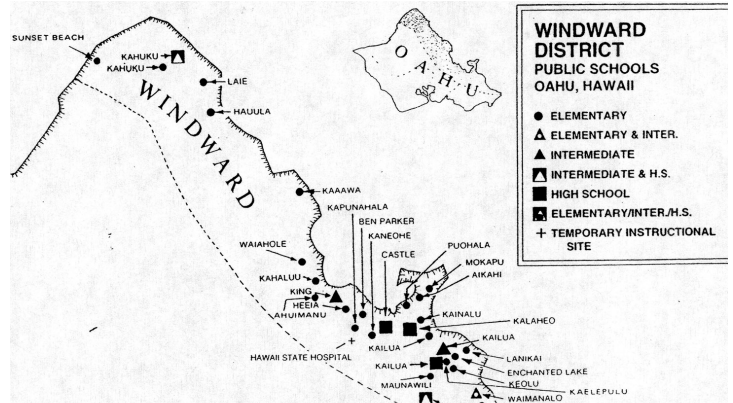 WINDWARD
DISTRICT
PUBLIC SCHOOLS
OAHU, HAWAII
ELEMENTARY
ELEMENTARY & INTER.
INTERMEDIATE
INTERMEDIATE & H.S.
HIGH SCHOOL
ELEMENTARY/INTER./H.S.
+ TEMPORARY INSTRUCTIONAL
SITE
OAHU
WINDWARD
SUNSET BEACH
KAHUKU
KAHUKU
LAIE
HAUULA
KAAAWA
KAPUNAHALA
BEN PARKER
KANEOHE
WAIAHOLE
PUOHALA
CASTLE
MOKAPU
AIKAHI
KAHALUU
KING
HEEIA
AHUIMANU
KAINALU
KALAHEO
KAILUA
HAWAII STATE HOSPITAL
KAILUA
LANIKAI
ENCHANTED LAKE
KAILUA
KEOLU
MAUNAWILI
KAELEPULU
WAIMANALO